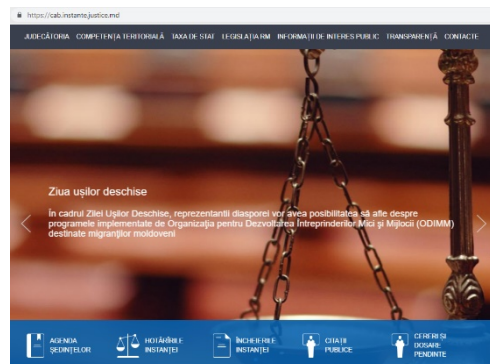 https://cab.instante.justice.md
JUDECĂTORIA COMPETENȚA TERITORIALĂ TAXA DE STAT LEGISLAȚIA RM INFORMAȚII DE INTERES PUBLIC TRANSPARENȚĂ CONTACTE
Ziua ușilor deschise
În cadrul Zilei Ușilor Deschise, reprezentanții diasporei vor avea posibilitatea să afle despre
programele implementate de Organizația pentru Dezvoltarea Întreprinderilor Mici și Mijlocii (ODIMM)
destinate migranților moldoveni
AGENDA
ȘEDINȚELOR
HOTĂRÎRILE
INSTANȚEI
ÎNCHEIERILE
INSTANȚEI
CITAȚII
PUBLICE
CERERI ȘI
DOSARE
PENDINTE